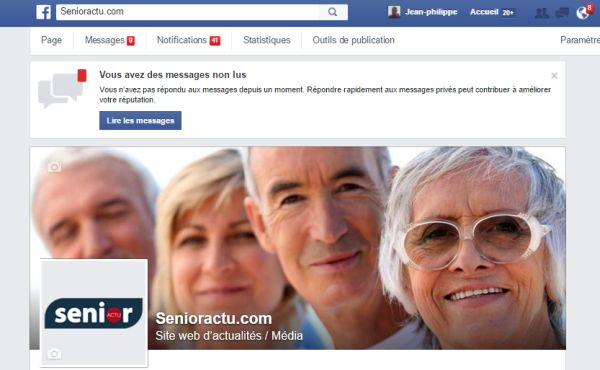 f Senioractu.com
Jean-philippe Accueil 20+ 8
Page Messages 9 Notifications 41 Statistiques Outils de publication Paramètre
Vous avez des messages non lus
Vous n'avez pas répondu aux messages depuis un moment. Répondre rapidement aux messages privés peut contribuer à améliorer
votre réputation.
Lire les messages
senior
ACTU
Senioractu.com
Site web d'actualités / Média